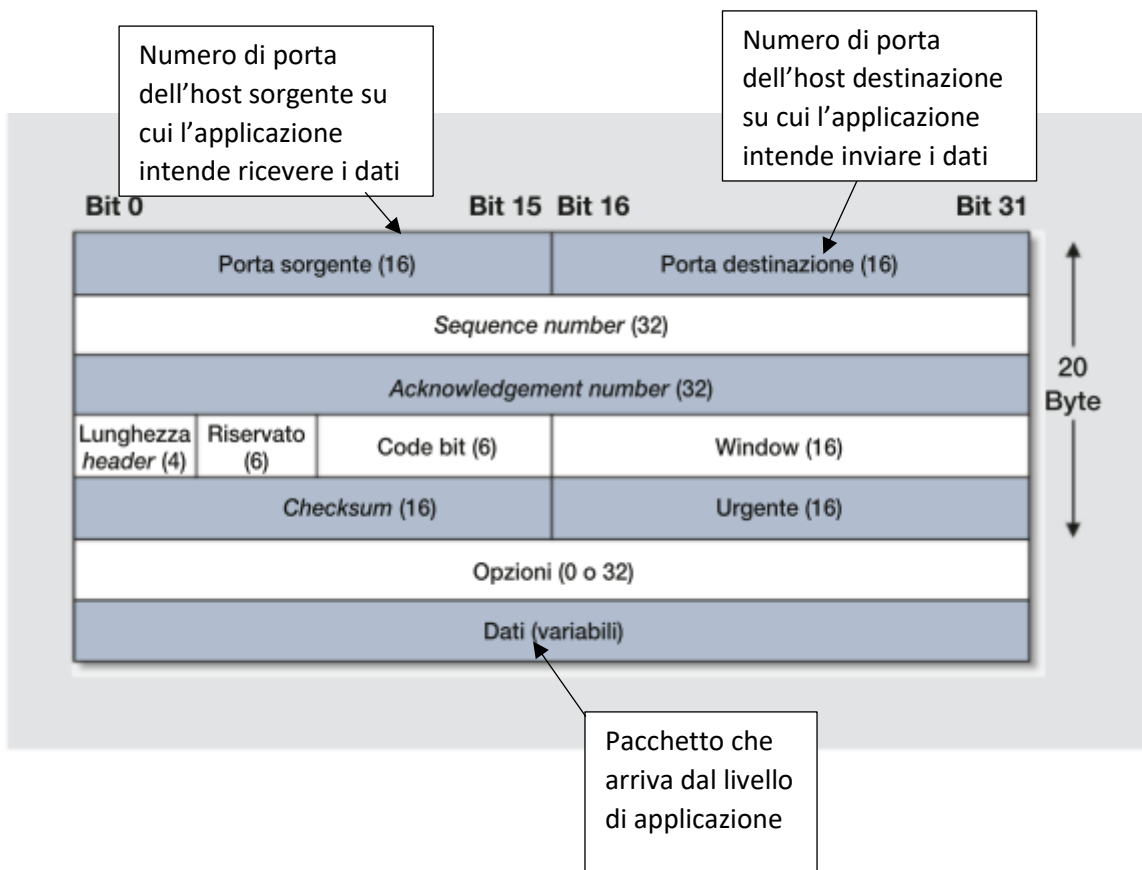 Numero di porta
dell’host sorgente su
cui l’applicazione
intende ricevere i dati
Numero di porta
dell’host destinazione
su cui l’applicazione
intende inviare i dati
Bit 0 Bit 15 Bit 16 Bit 31
Porta sorgente (16) Porta destinazione (16)
Sequence number (32)
Acknowledgement number (32)
Lunghezza
header (4)
Riservato
(6)
Code bit (6) Window (16)
Checksum (16) Urgente (16)
Opzioni (0 o 32)
Dati (variabili)
20
Byte
Pacchetto che
arriva dal livello
di applicazione